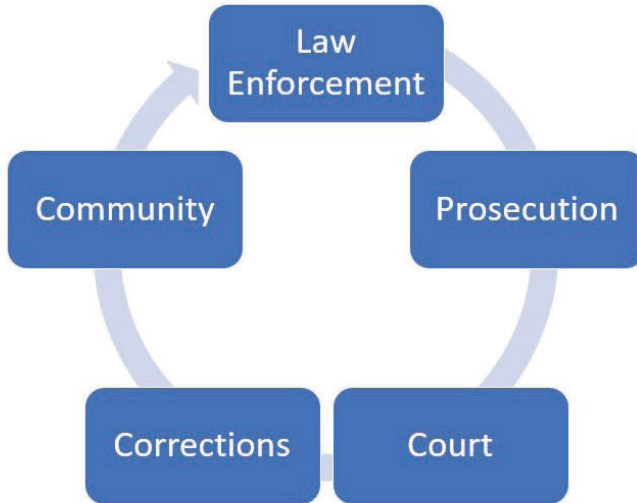 Law
Enforcement
Prosecution
Court
Corrections
Community